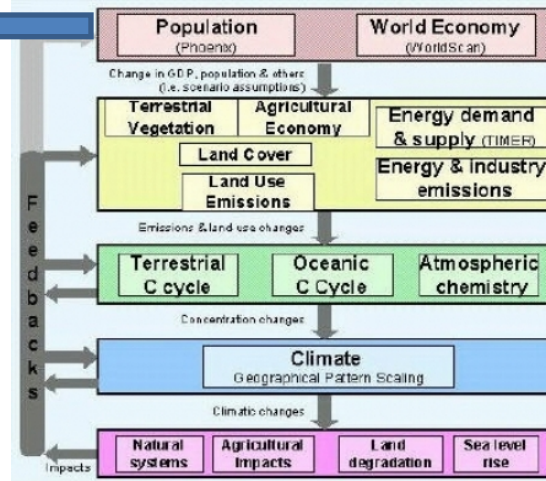 Population
(Phoenix)
World Economy
(WorldScan)
Change in GDP, population & others
(i.e. scenario assumptions)
Terrestrial
Vegetation
Agricultural
Economy
Energy demand
& supply (TIMER)
Land Cover
Energy & industry
emissions
Land Use
Emissions
Emissions & land use changes
Terrestrial
C cycle
Oceanic
C Cycle
Atmospheric
chemistry
Concentration changes
Climate
Geographical Pattern Scaling
Climatic changes
Natural
systems
Agricultural
Impacts
Land
degradation
Sea level
rise
Impacts
Feedbacks